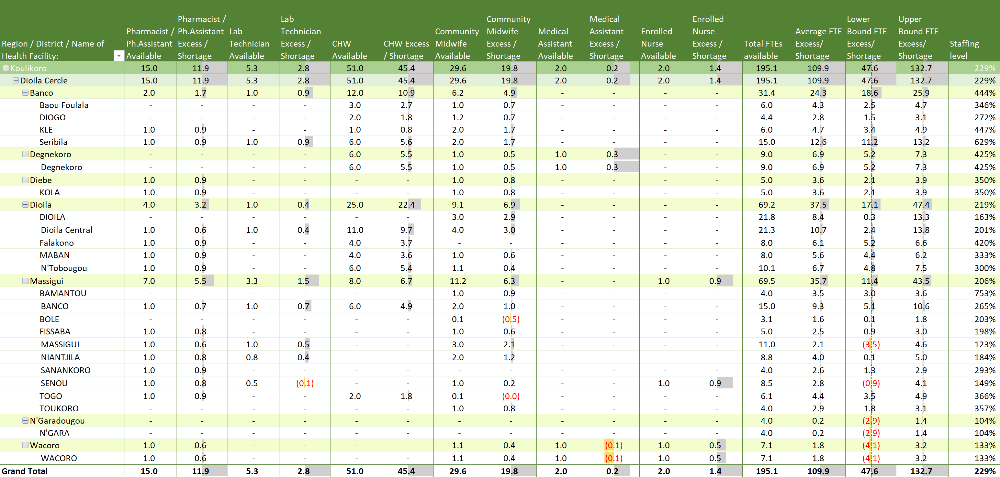 Region / District / Name of Health Facility: | Pharmacist / Ph.Assistant Available | Pharmacist / Ph.Assistant Excess / Shortage | Lab Technician Available | Lab Technician Excess / Shortage | CHW Available | CHW Excess / Shortage | Community Midwife Available | Community Midwife Excess / Shortage | Medical Assistant Available | Medical Assistant Excess / Shortage | Enrolled Nurse Available | Enrolled Nurse Excess / Shortage | Total FTEs available | Average FTE Excess/ Shortage | Lower Bound FTE Excess/ Shortage | Upper Bound FTE Excess/ Shortage | Staffing level
Koulikoro 15.0 11.9 5.3 2.8 51.0 45.4 29.6 19.8 2.0 0.2 2.0 1.4 195.1 109.9 47.6 132.7 229%
Dioila Cercle 15.0 11.9 5.3 2.8 51.0 45.4 29.6 19.8 2.0 0.2 2.0 1.4 195.1 109.9 47.6 132.7 229%
Banco 2.0 1.7 1.0 0.9 12.0 10.9 6.2 4.9 - - - - 31.4 24.3 18.6 25.9 444%
Baou Foulala - - - - 3.0 2.7 1.0 0.7 - - - - 6.0 4.3 2.5 4.7 346%
DIOGO - - - - 2.0 1.8 1.2 0.7 - - - - 4.4 2.8 1.5 3.1 272%
KLE 1.0 0.9 - - 1.0 0.8 2.0 1.7 - - - - 6.0 4.7 3.4 4.9 447%
Seribila 1.0 0.9 1.0 0.9 6.0 5.6 2.0 1.7 - - - - 15.0 12.6 11.2 13.2 629%
Degnekoro - - - - 6.0 5.5 1.0 0.5 1.0 0.3 - - 9.0 6.9 5.2 7.3 425%
Degnekoro - - - - 6.0 5.5 1.0 0.5 1.0 0.3 - - 9.0 6.9 5.2 7.3 425%
Diebe 1.0 0.9 - - - - 1.0 0.8 - - - - 5.0 3.6 2.1 3.9 350%
KOLA 1.0 0.9 - - - - 1.0 0.8 - - - - 5.0 3.6 2.1 3.9 350%
Dioila 4.0 3.2 1.0 0.4 25.0 22.4 9.1 6.9 - - - - 69.2 37.5 17.1 47.4 219%
DIOILA - - - - - - 3.0 2.9 - - - - 21.8 8.4 0.3 13.3 163%
Dioila Central 1.0 0.6 1.0 0.4 11.0 9.7 4.0 3.0 - - - - 21.3 10.7 2.4 13.8 201%
Falakono 1.0 0.9 - - 4.0 3.7 - - - - - - 8.0 6.1 5.2 6.6 420%
MABAN 1.0 0.9 - - 4.0 3.6 1.0 0.6 - - - - 8.0 5.6 4.4 6.2 333%
N'Tobougou 1.0 0.9 - - 6.0 5.4 1.1 0.4 - - - - 10.1 6.7 4.8 7.5 300%
Massigui 7.0 5.5 3.3 1.5 8.0 6.7 11.2 6.3 - - 1.0 0.9 69.5 35.7 11.4 43.5 206%
BAMANTOU - - - - - - 1.0 0.9 - - - - 4.0 3.5 3.0 3.6 753%
BANCO 1.0 0.7 1.0 0.7 6.0 4.9 2.0 1.0 - - - - 15.0 9.3 5.1 10.6 265%
BOLE - - - - - - 0.1 (0.5) - - - - 3.1 1.6 0.1 1.8 203%
FISSABA 1.0 0.8 - - - - 1.0 0.6 - - - - 5.0 2.5 0.9 3.0 198%
MASSIGUI 1.0 0.6 1.0 0.5 - - 3.0 2.1 - - - - 11.0 2.1 (3.5) 4.6 123%
NIANTJILA 1.0 0.8 0.8 0.4 - - 2.0 1.2 - - - - 8.8 4.0 0.1 5.0 184%
SANANKORO 1.0 0.9 - - - - - - - - - - 4.0 2.6 1.3 2.9 293%
SENOU 1.0 0.8 0.5 (0.1) - - 1.0 0.2 - - 1.0 0.9 8.5 2.8 (0.9) 4.1 149%
TOGO 1.0 0.9 - - 2.0 1.8 0.1 (0.0) - - - - 6.1 4.4 3.5 4.9 366%
TOUKORO - - - - - - 1.0 0.8 - - - - 4.0 2.9 1.8 3.1 357%
N'Garadougou - - - - - - - - - - - - 4.0 0.2 (2.9) 1.4 104%
N'GARA - - - - - - - - - - - - 4.0 0.2 (2.9) 1.4 104%
Wacoro 1.0 0.6 - - - - 1.1 0.4 1.0 (0.1) 1.0 0.5 7.1 1.8 (4.1) 3.2 133%
WACORO 1.0 0.6 - - - - 1.1 0.4 1.0 (0.1) 1.0 0.5 7.1 1.8 (4.1) 3.2 133%
Grand Total 15.0 11.9 5.3 2.8 51.0 45.4 29.6 19.8 2.0 0.2 2.0 1.4 195.1 109.9 47.6 132.7 229%